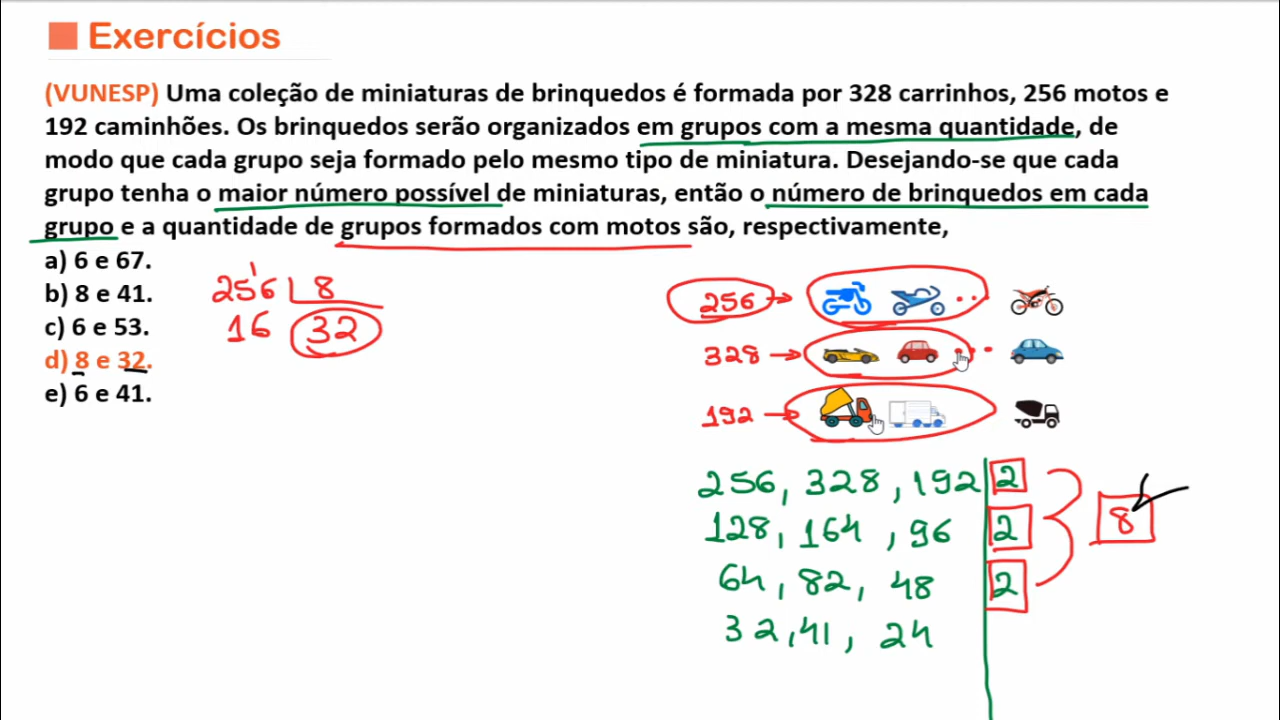 Exercícios
(VUNESP) Uma coleção de miniaturas de brinquedos é formada por 328 carrinhos, 256 motos e
192 caminhões. Os brinquedos serão organizados em grupos com a mesma quantidade, de
modo que cada grupo seja formado pelo mesmo tipo de miniatura. Desejando-se que cada
grupo tenha o maior número possível de miniaturas, então o número de brinquedos em cada
grupo e a quantidade de grupos formados com motos são, respectivamente,
a) 6 e 67.
b) 8 e 41.
c) 6 e 53.
d) 8 e 32.
e) 6 e 41.
256 8
16 32
256
328
192
256, 328, 192 2
128, 164, 96 2
64, 82, 48 2
32, 41, 24
8